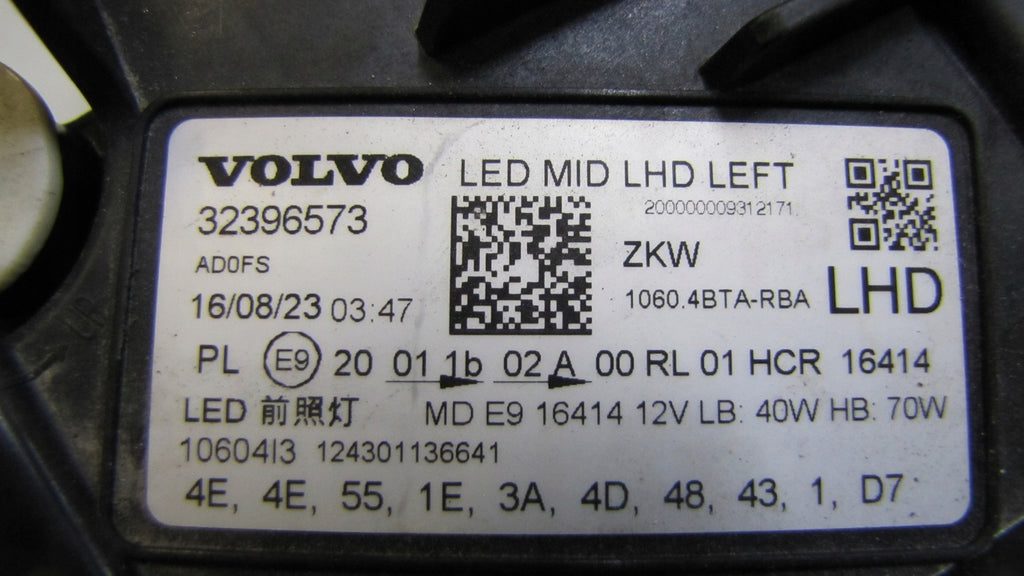 VOLVO LED MID LHD LEFT
32396573 200000009312171
AD0FS ZKW
16/08/23 03:47 1060.4BTA-RBA LHD
PL E9 20 01 1b 02 A 00 RL 01 HCR 16414
LED 前照灯 MD E9 16414 12V LB: 40W HB: 70W
10604I3 124301136641
4E, 4E, 55, 1E, 3A, 4D, 48, 43, 1, D7